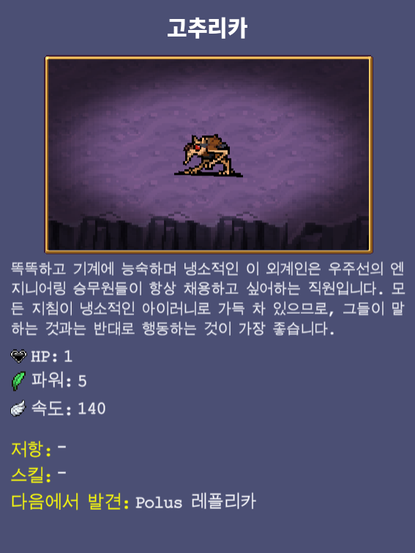 고추리카
똑똑하고 기계에 능숙하며 냉소적인 이 외계인은 우주선의 엔
지니어링 승무원들이 항상 채용하고 싶어하는 직원입니다. 모
든 지침이 냉소적인 아이러니로 가득 차 있으므로, 그들이 말
하는 것과는 반대로 행동하는 것이 가장 좋습니다.
HP: 1
파워: 5
속도: 140
저항: -
스킬: -
다음에서 발견: Polus 레플리카